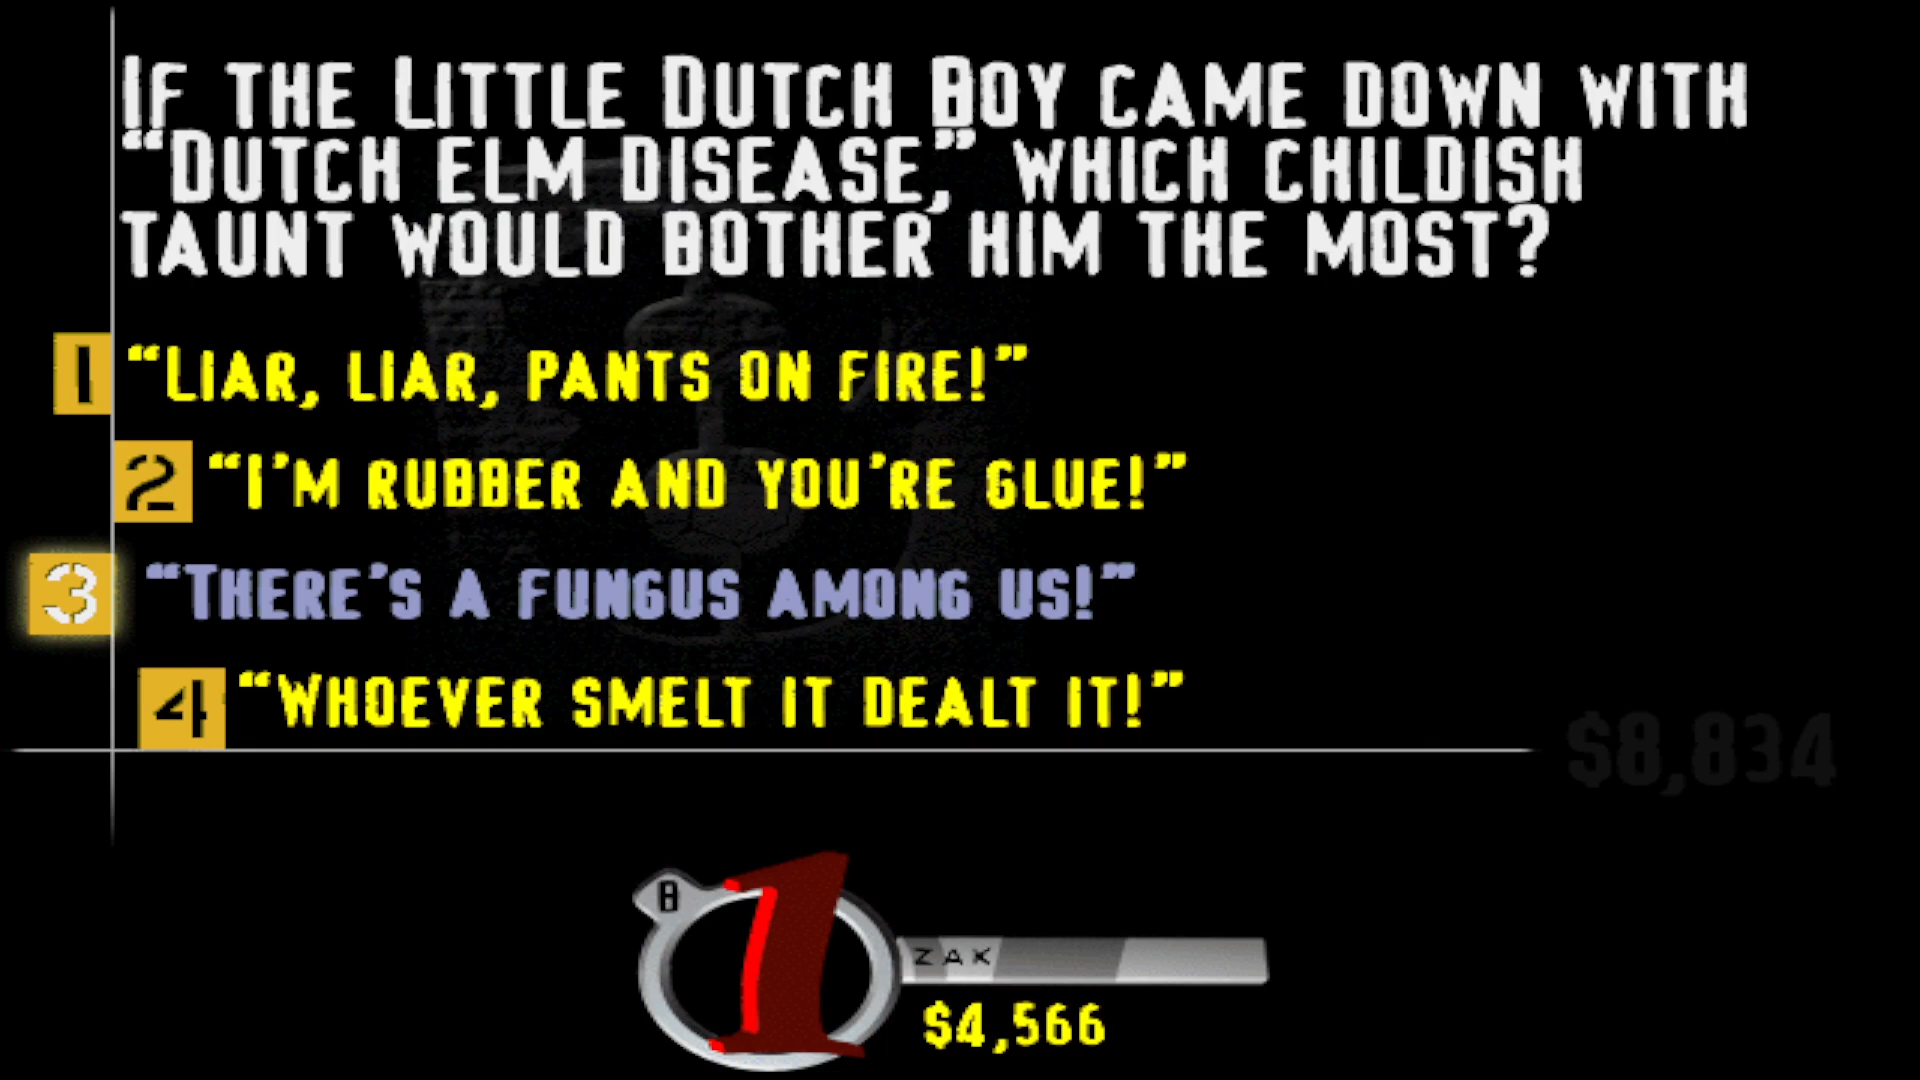 If the Little Dutch Boy came down with
“Dutch elm disease,” which childish
taunt would bother him the most?
1 “Liar, liar, pants on fire!”
2 “I’m rubber and you’re glue!”
3 “There’s a fungus among us!”
4 “Whoever smelt it dealt it!”
$8,834
B 1 ZAK
$4,566